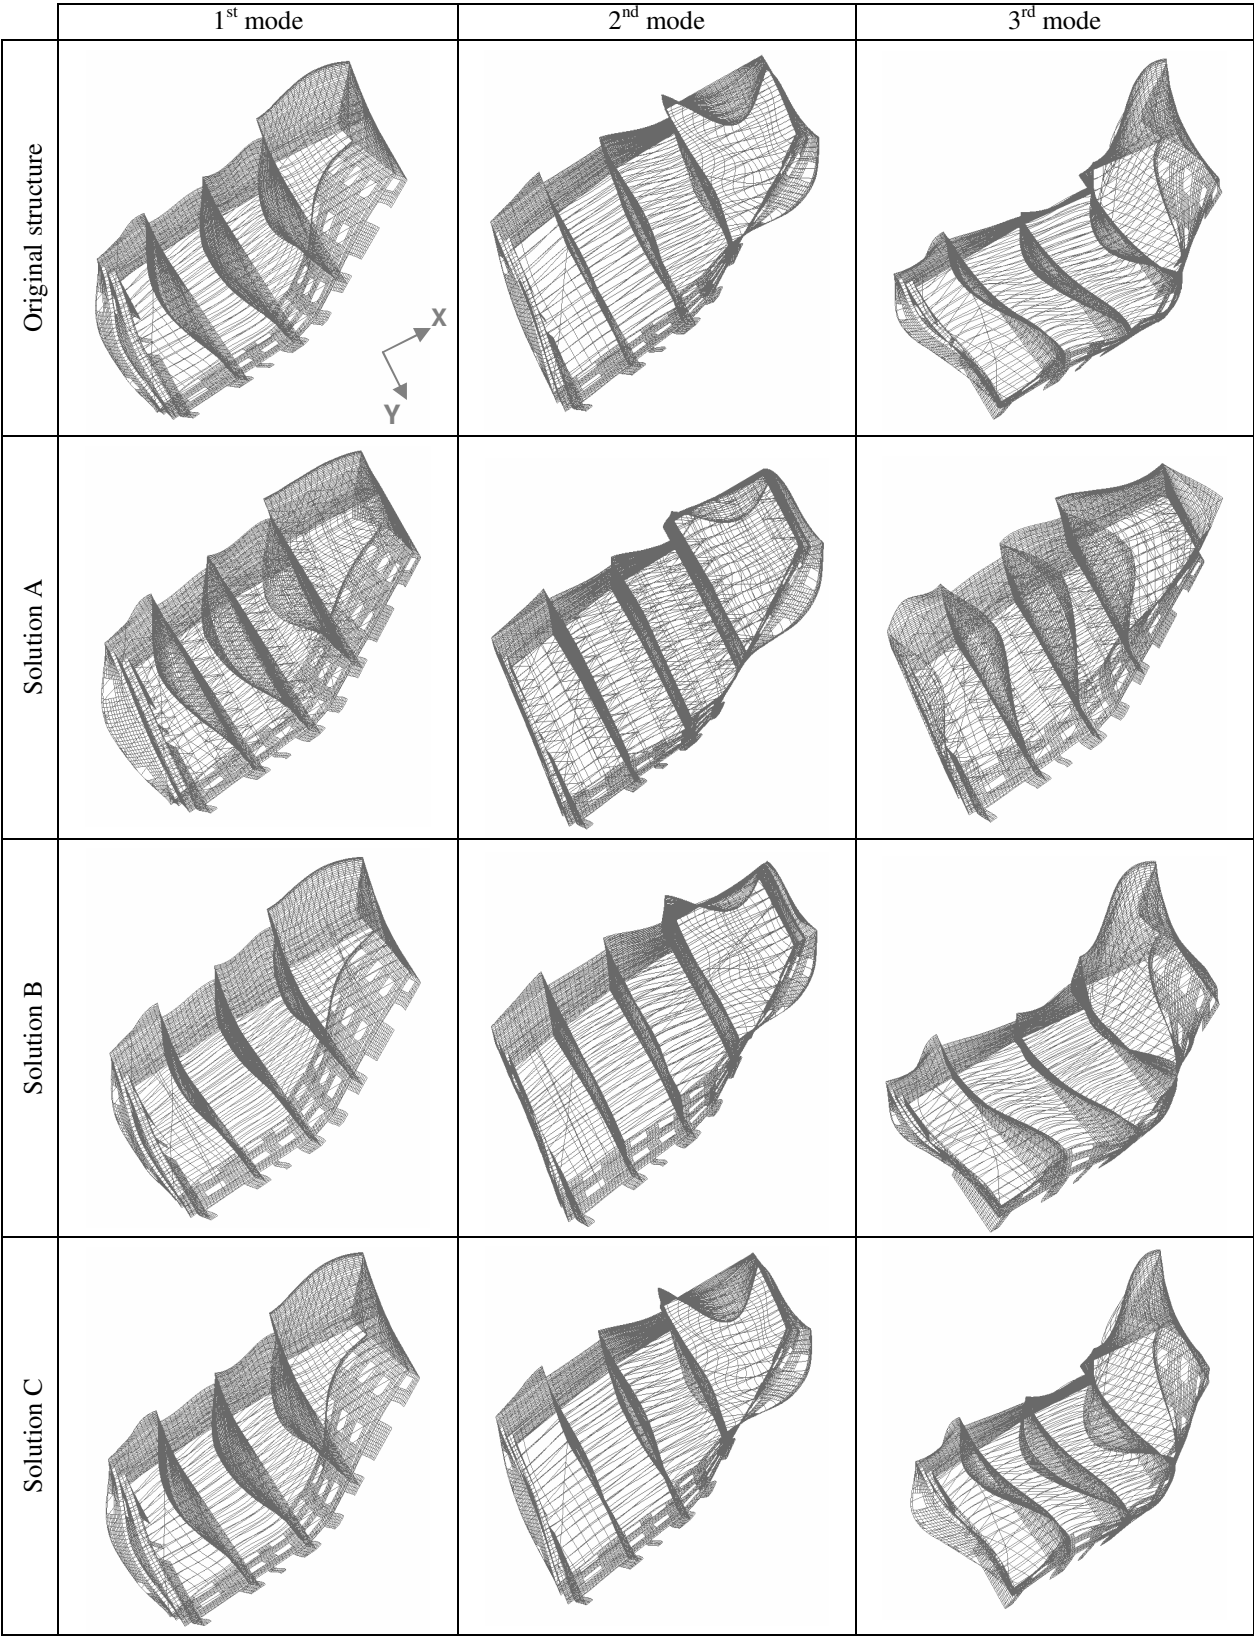 1st mode
2nd mode
3rd mode
Original structure
X
Y
Solution A
Solution B
Solution C